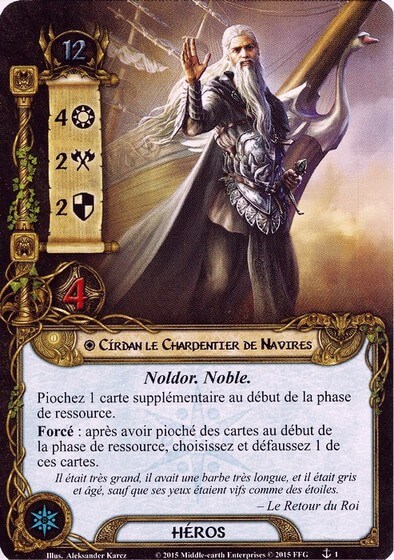 12
4
2
2
4
Círdan le Charpentier de Navires
Noldor. Noble.
Piochez 1 carte supplémentaire au début de la phase
de ressource.
Forcé : après avoir pioché des cartes au début de
la phase de ressource, choisissez et défaussez 1 de
ces cartes.
Il était très grand, il avait une barbe très longue, et il était gris
et âgé, sauf que ses yeux étaient vifs comme des étoiles.
– Le Retour du Roi
HÉROS
Illus. Aleksander Karcz © 2015 Middle-earth Enterprises © 2015 FFG 1